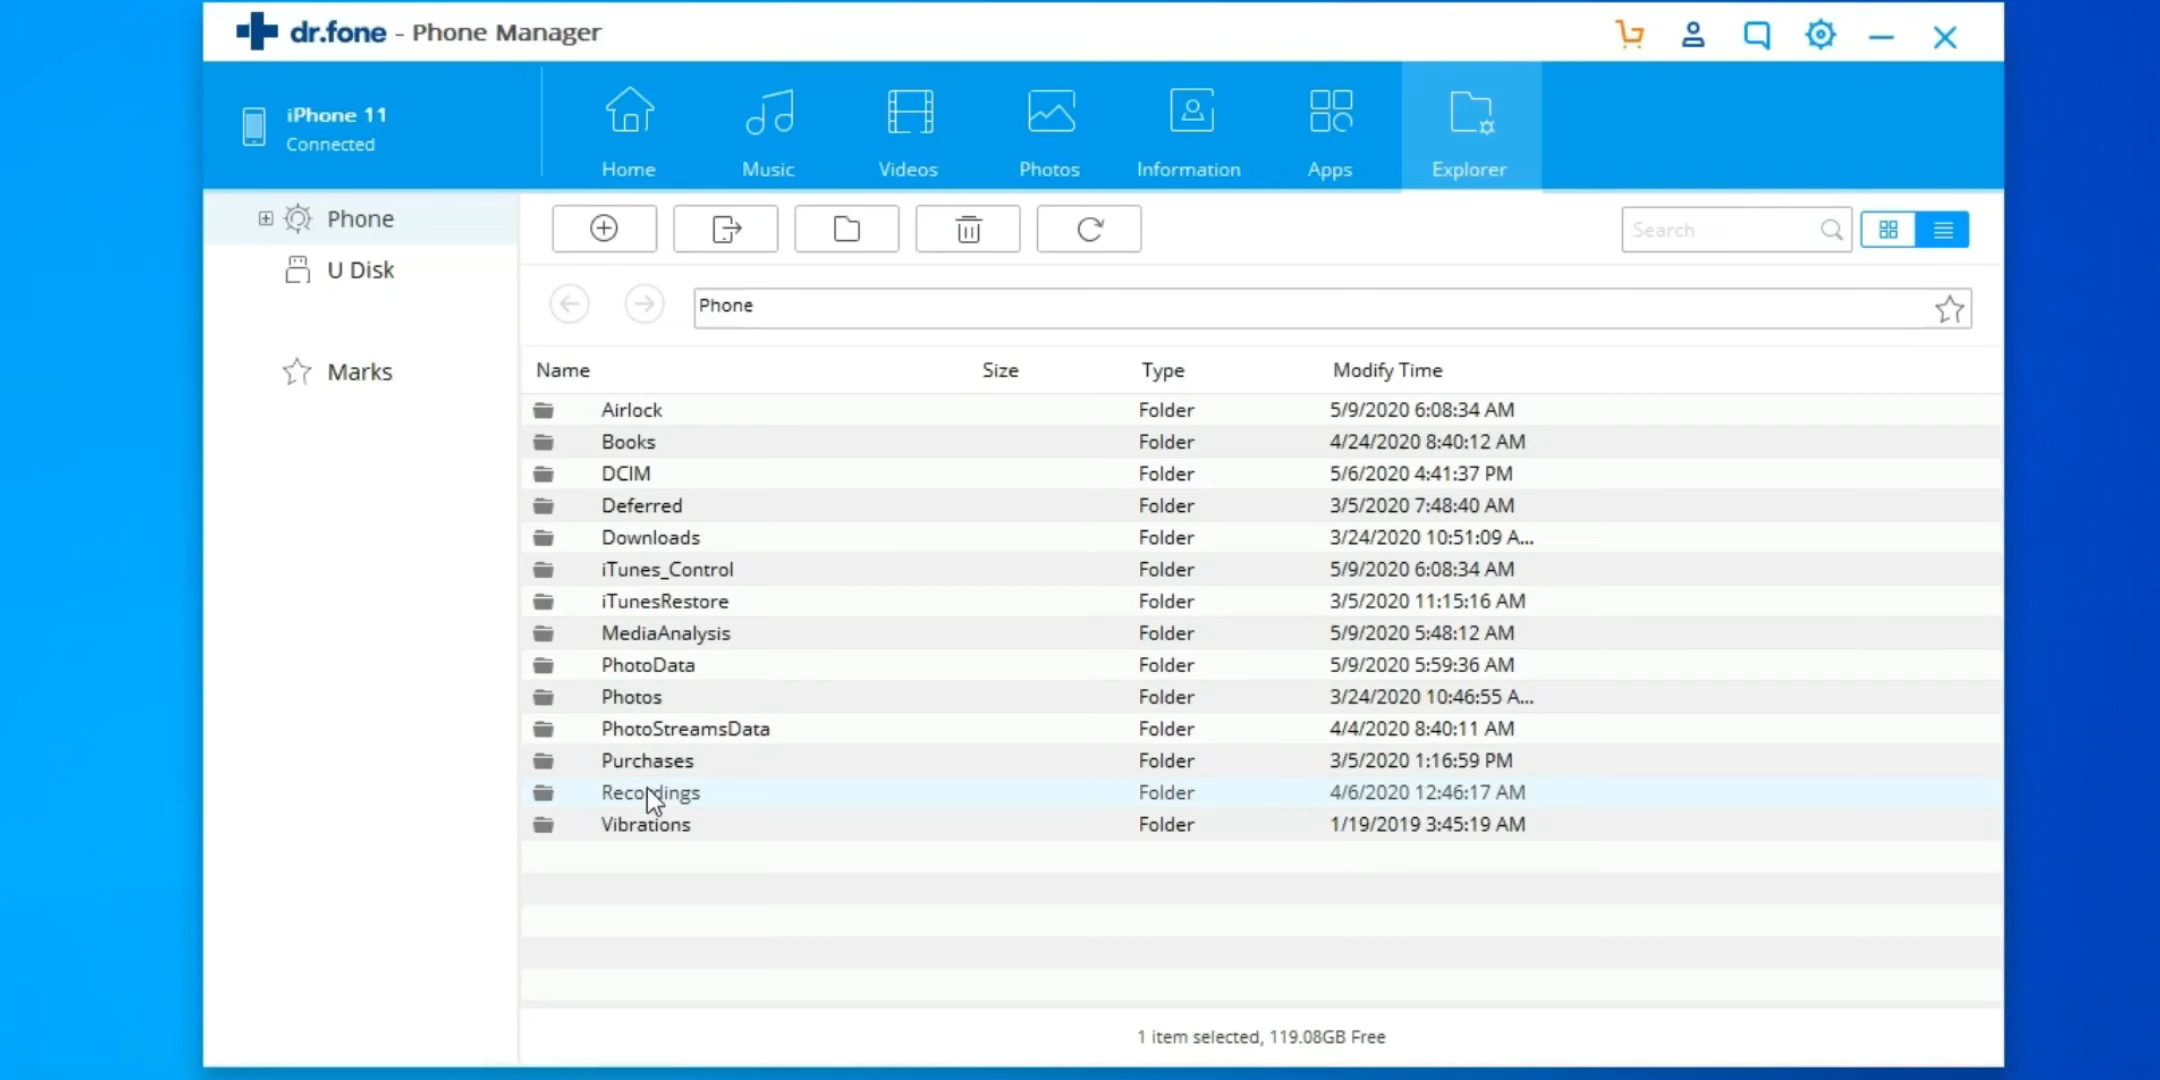 dr.fone - Phone Manager
iPhone 11
Connected
Home
Music
Videos
Photos
Information
Apps
Explorer
Phone
U Disk
Marks
Search
Phone
Name Size Type Modify Time
Airlock Folder 5/9/2020 6:08:34 AM
Books Folder 4/24/2020 8:40:12 AM
DCIM Folder 5/6/2020 4:41:37 PM
Deferred Folder 3/5/2020 7:48:40 AM
Downloads Folder 3/24/2020 10:51:09 A...
iTunes_Control Folder 5/9/2020 6:08:34 AM
iTunesRestore Folder 3/5/2020 11:15:16 AM
MediaAnalysis Folder 5/9/2020 5:48:12 AM
PhotoData Folder 5/9/2020 5:59:36 AM
Photos Folder 3/24/2020 10:46:55 A...
PhotoStreamsData Folder 4/4/2020 8:40:11 AM
Purchases Folder 3/5/2020 1:16:59 PM
Recordings Folder 4/6/2020 12:46:17 AM
Vibrations Folder 1/19/2019 3:45:19 AM
1 item selected, 119.08GB Free